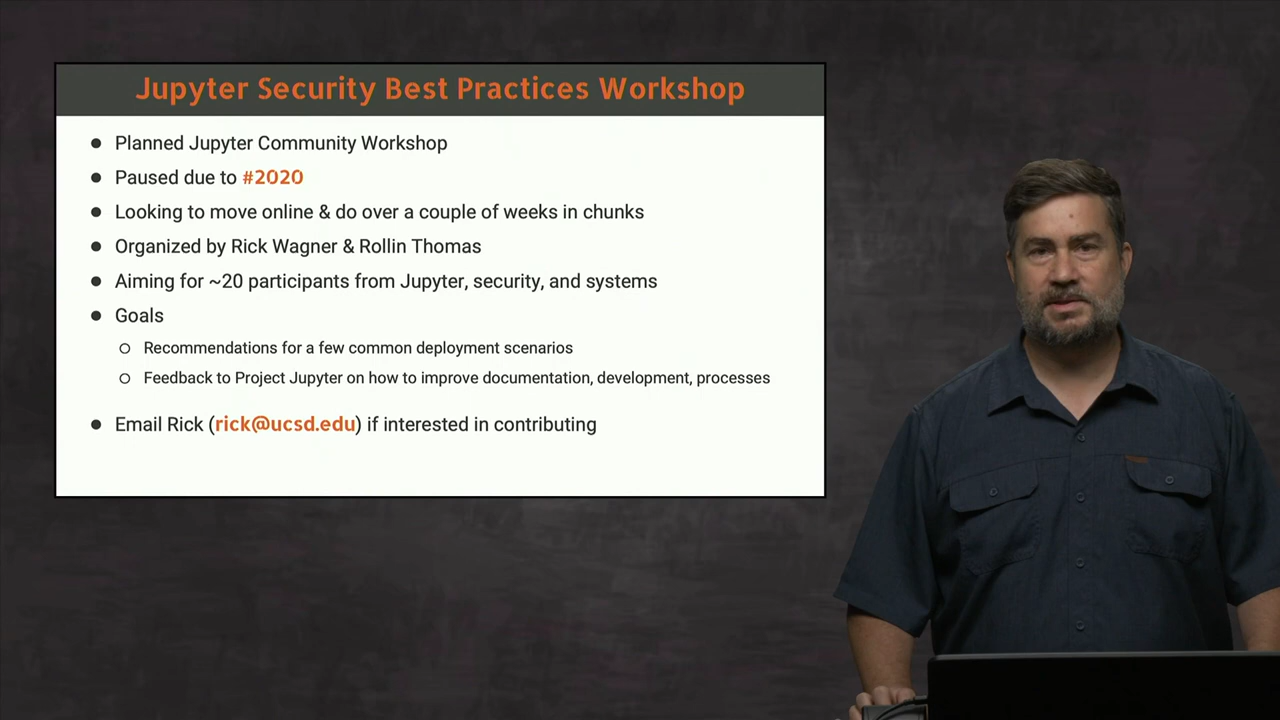 Jupyter Security Best Practices Workshop
● Planned Jupyter Community Workshop
● Paused due to #2020
● Looking to move online & do over a couple of weeks in chunks
● Organized by Rick Wagner & Rollin Thomas
● Aiming for ~20 participants from Jupyter, security, and systems
● Goals
○ Recommendations for a few common deployment scenarios
○ Feedback to Project Jupyter on how to improve documentation, development, processes
● Email Rick (rick@ucsd.edu) if interested in contributing